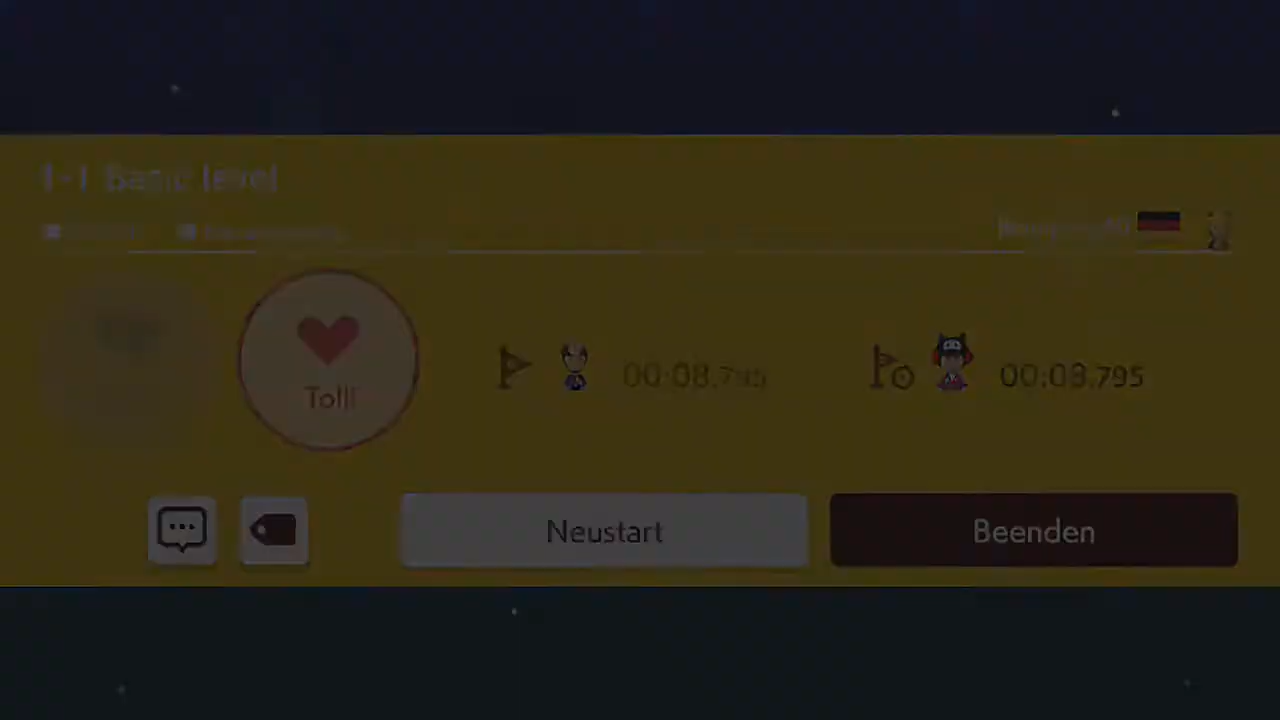 1-1 Basic level
Toll!
00:08.795
00:08.795
Neustart
Beenden